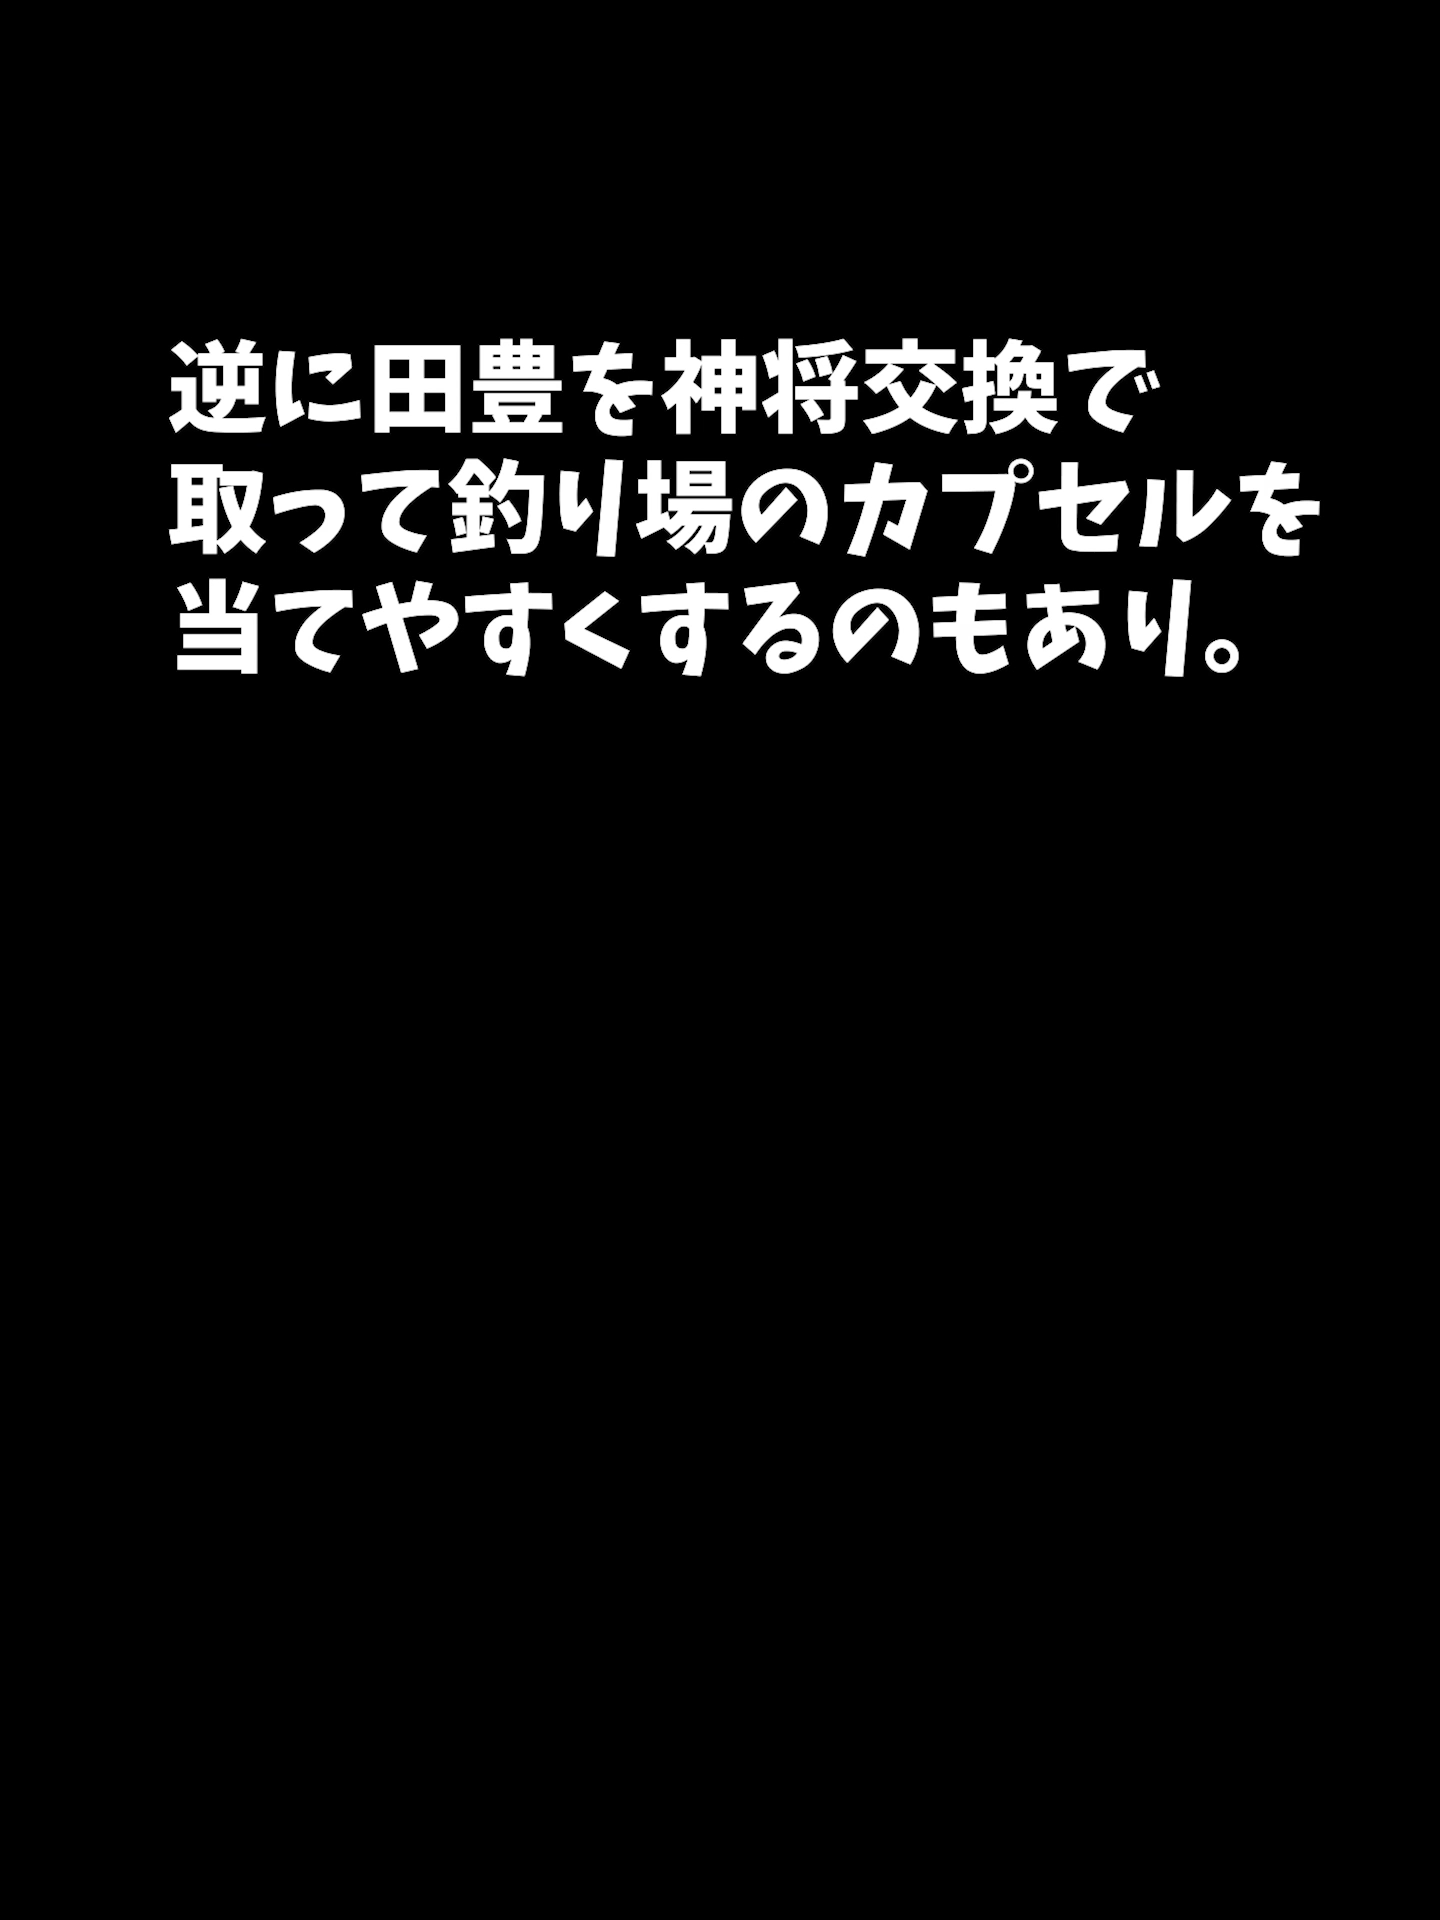 逆に田豊を神将交換で
取って釣り場のカプセルを
当てやすくするのもあり。